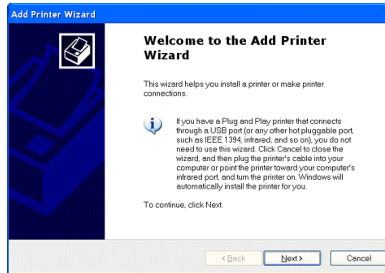 Add Printer Wizard
Welcome to the Add Printer
Wizard
This wizard helps you install a printer or make printer
connections.
If you have a Plug and Play printer that connects
through a USB port (or any other hot pluggable port,
such as IEEE 1394, infrared, and so on), you do not
need to use this wizard. Click Cancel to close the
wizard, and then plug the printer's cable into your
computer or point the printer toward your computer's
infrared port, and turn the printer on. Windows will
automatically install the printer for you.
To continue, click Next.
< Back
Next >
Cancel